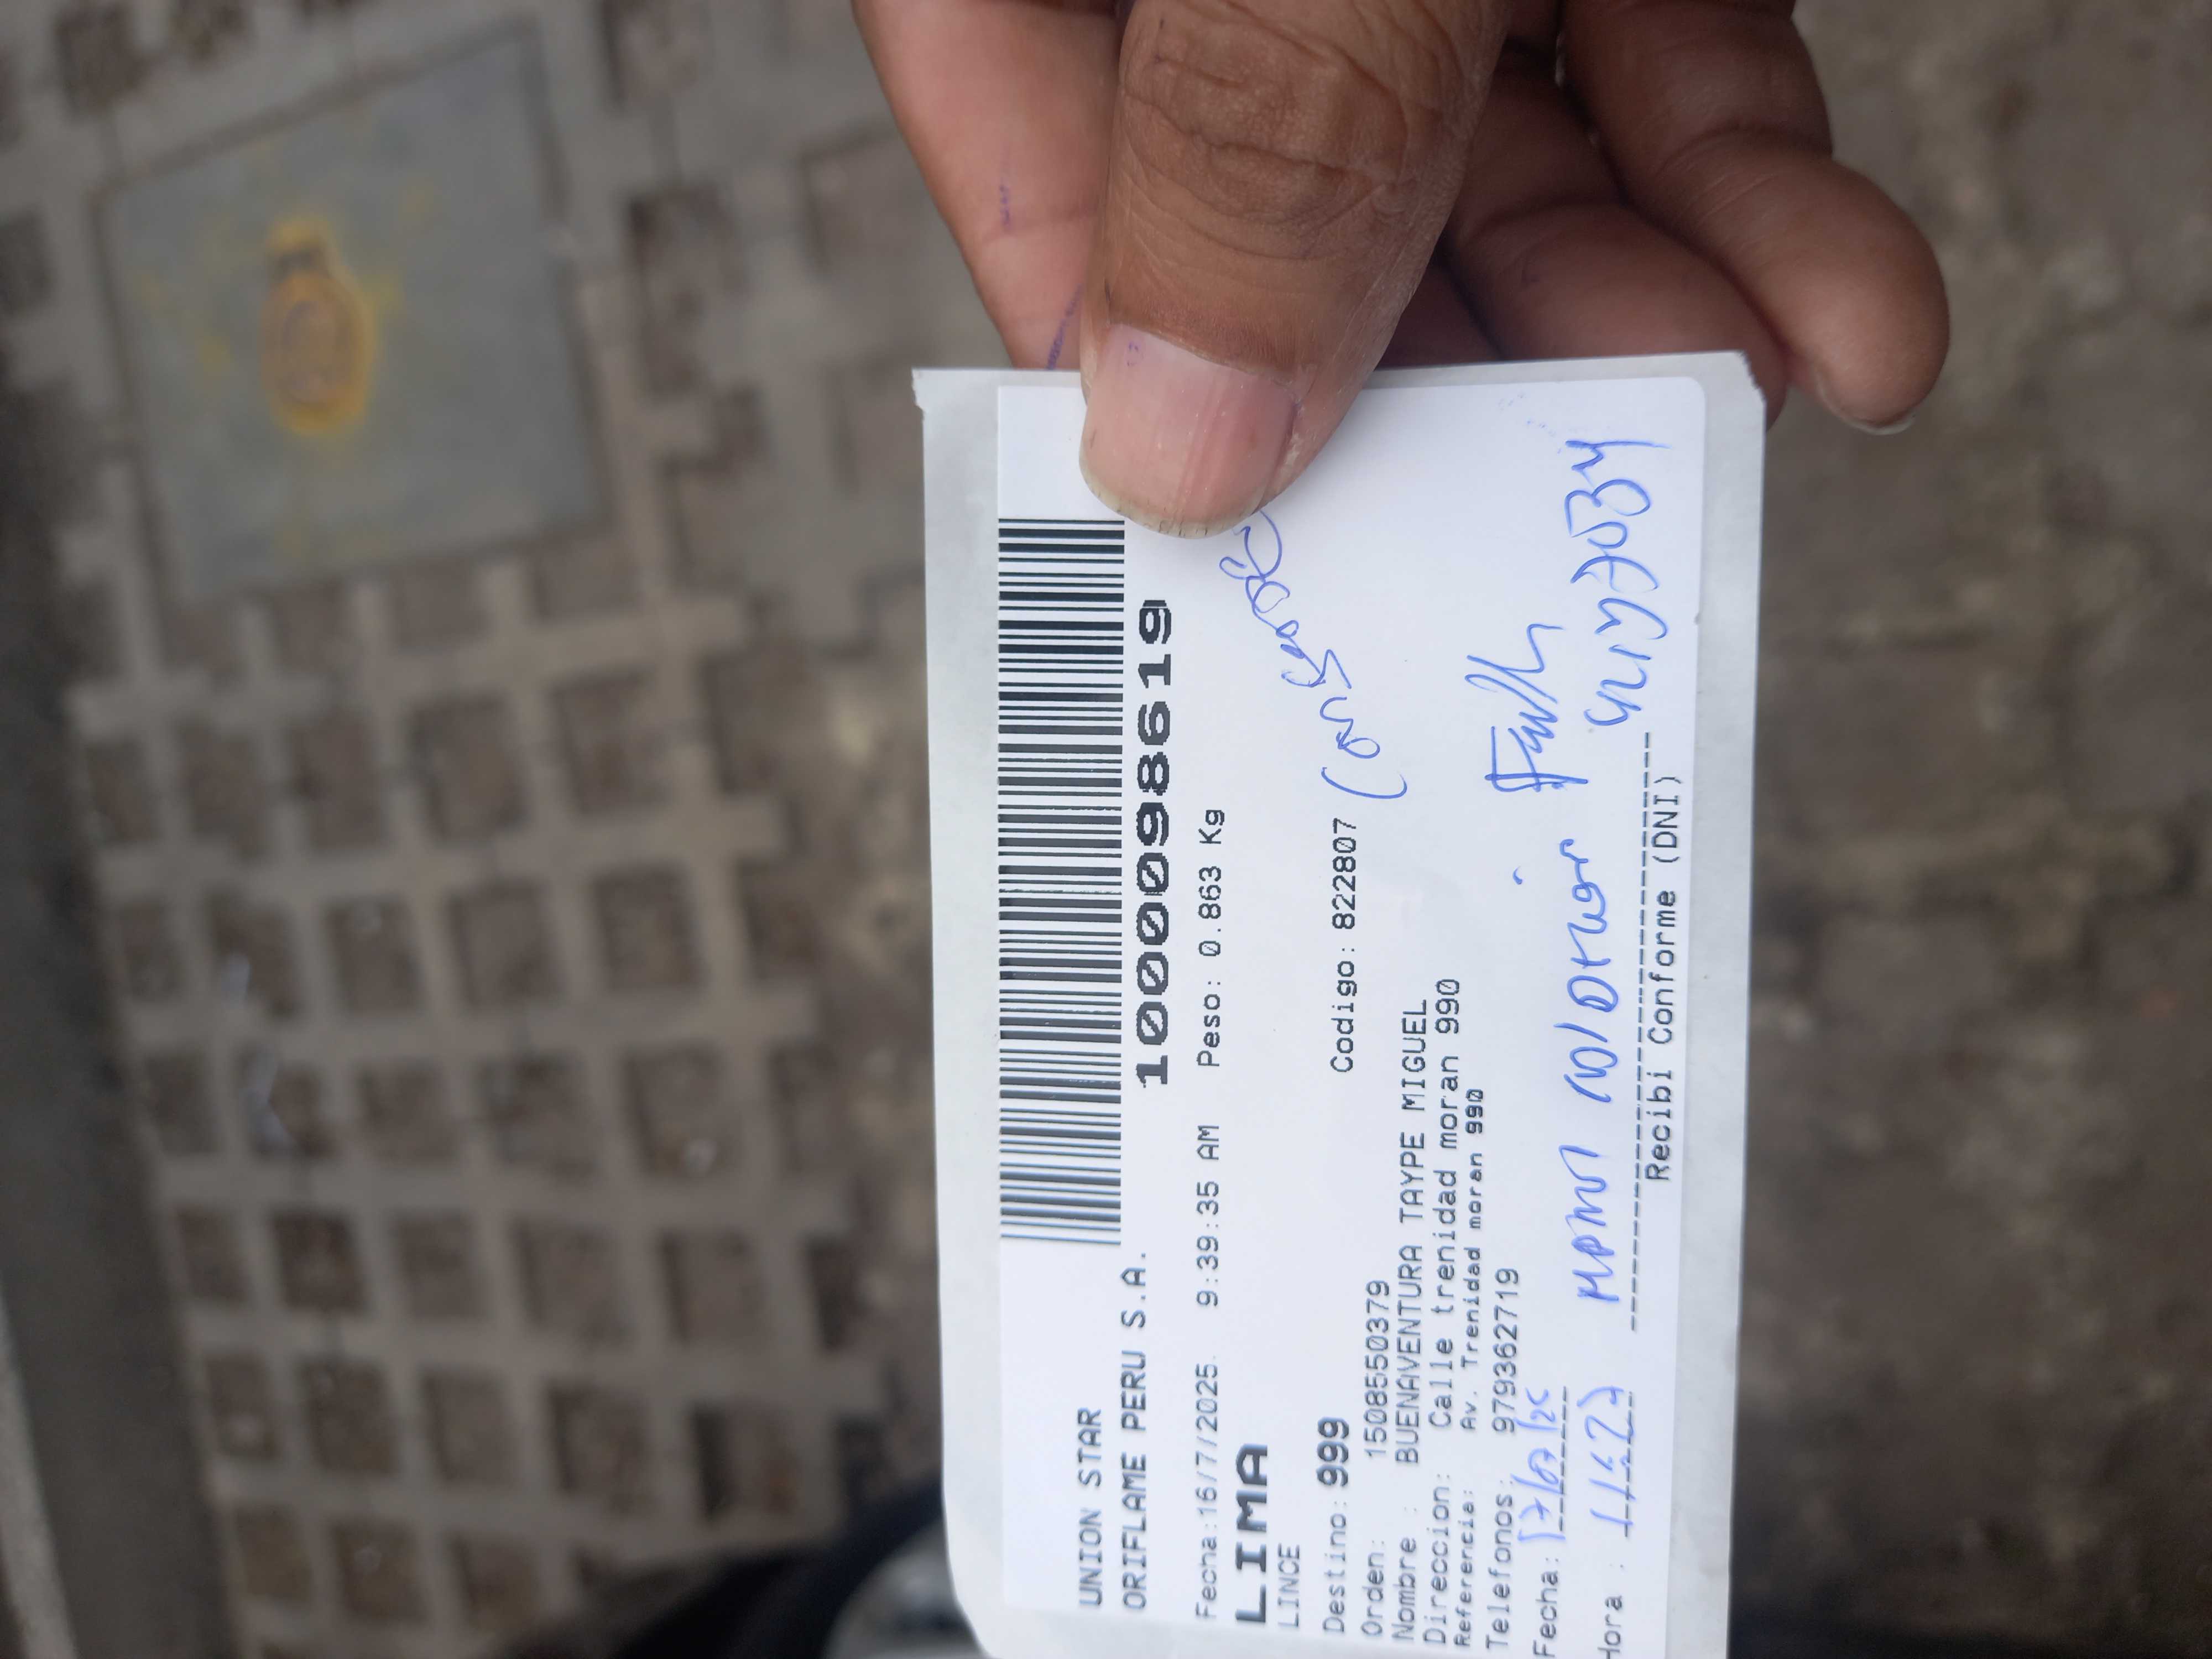 UNION STAR
ORIFLAME PERU S.A. 1000098619
Fecha:16/7/2025 9:39:35 AM Peso: 0.863 Kg
LIMA
LINCE
Destino: 999 Codigo: 822807
Orden: 15085550379
Nombre : BUENAVENTURA TAYPE MIGUEL
Direccion: Calle trenidad moran 990
Referencia: Av. Trenidad moran 990
Telefonos: 979362719
Fecha:
Hora :
Recibi Conforme (DNI)